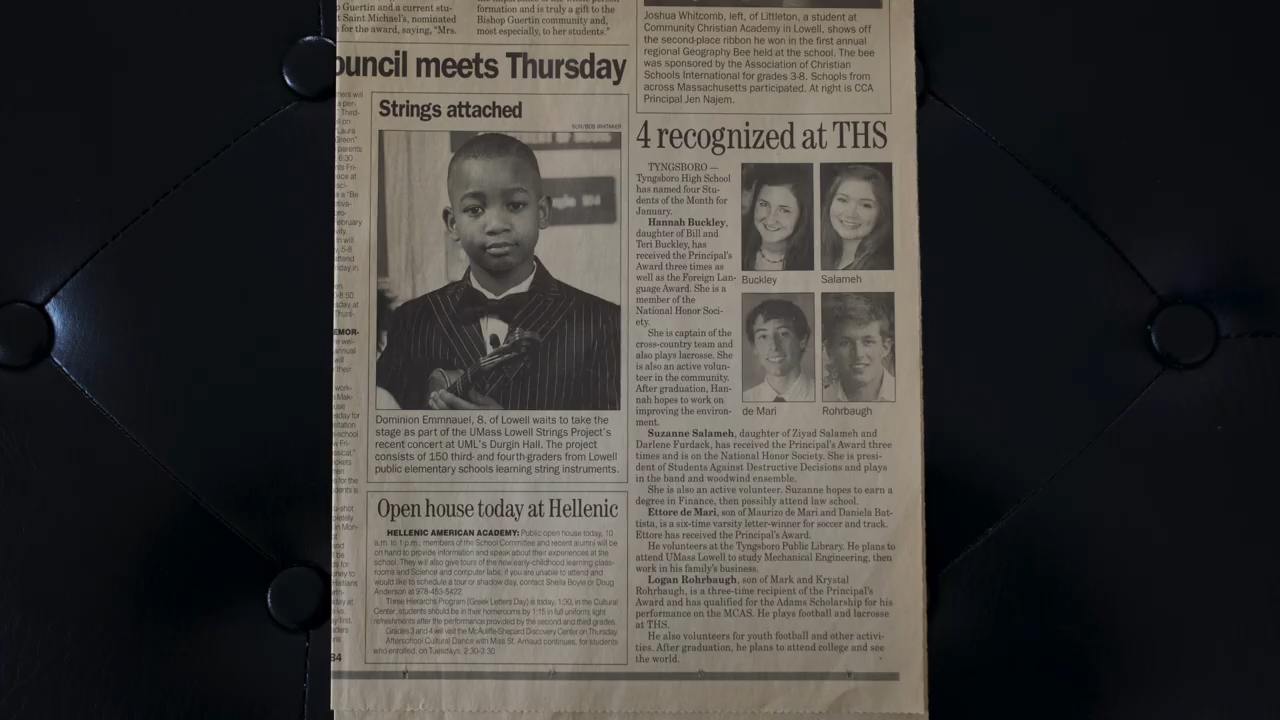 Guertin and a current stu-
Saint Michael's, nominated
for the award, saying, "Mrs.
formation and is truly a gift to the
Bishop Guertin community and,
most especially, to her students."
ouncil meets Thursday
Strings attached
SUN/BOB WHITAKER
Dominion Emmnauel, 8, of Lowell waits to take the
stage as part of the UMass Lowell Strings Project's
recent concert at UML's Durgin Hall. The project
consists of 150 third- and fourth-graders from Lowell
public elementary schools learning string instruments.
Open house today at Hellenic
HELLENIC AMERICAN ACADEMY: Public open house today, 10
a.m. to 1 p.m.; members of the School Committee and recent alumni will be
on hand to provide information and speak about their experiences at the
school. They will also give tours of the new early-childhood learning class-
rooms and Science and computer labs; if you are unable to attend and
would like to schedule a tour or shadow day, contact Sheila Boyle or Doug
Anderson at 978-453-5422.
Three Hierarchs Program (Greek Letters Day) is today, 1:30, in the Cultural
Center, students should be in their homerooms by 1:15 in full uniform; light
refreshments after the performance provided by the second and third grades.
Grades 3 and 4 will visit the McAuliffe-Shepard Discovery Center on Thursday.
Afterschool Cultural Dance with Miss St. Arnaud continues, for students
who enrolled, on Tuesdays, 2:30-3:30.
Joshua Whitcomb, left, of Littleton, a student at
Community Christian Academy in Lowell, shows off
the second-place ribbon he won in the first annual
regional Geography Bee held at the school. The bee
was sponsored by the Association of Christian
Schools International for grades 3-8. Schools from
across Massachusetts participated. At right is CCA
Principal Jen Najem.
4 recognized at THS
TYNGSBORO —
Tyngsboro High School
has named four Stu-
dents of the Month for
January.
Hannah Buckley,
daughter of Bill and
Teri Buckley, has
received the Principal's
Award three times as
well as the Foreign Lan-
guage Award. She is a
member of the
National Honor Soci-
ety.
She is captain of the
cross-country team and
also plays lacrosse. She
is also an active volun-
teer in the community.
After graduation, Han-
nah hopes to work on
improving the environ-
ment.
Buckley
Salameh
de Mari
Rohrbaugh
Suzanne Salameh, daughter of Ziyad Salameh and
Darlene Furdack, has received the Principal's Award three
times and is on the National Honor Society. She is presi-
dent of Students Against Destructive Decisions and plays
in the band and woodwind ensemble.
She is also an active volunteer. Suzanne hopes to earn a
degree in Finance, then possibly attend law school.
Ettore de Mari, son of Maurizo de Mari and Daniela Bat-
tista, is a six-time varsity letter-winner for soccer and track.
Ettore has received the Principal's Award.
He volunteers at the Tyngsboro Public Library. He plans to
attend UMass Lowell to study Mechanical Engineering, then
work in his family's business.
Logan Rohrbaugh, son of Mark and Krystal
Rohrbaugh, is a three-time recipient of the Principal's
Award and has qualified for the Adams Scholarship for his
performance on the MCAS. He plays football and lacrosse
at THS.
He also volunteers for youth football and other activi-
ties. After graduation, he plans to attend college and see
the world.